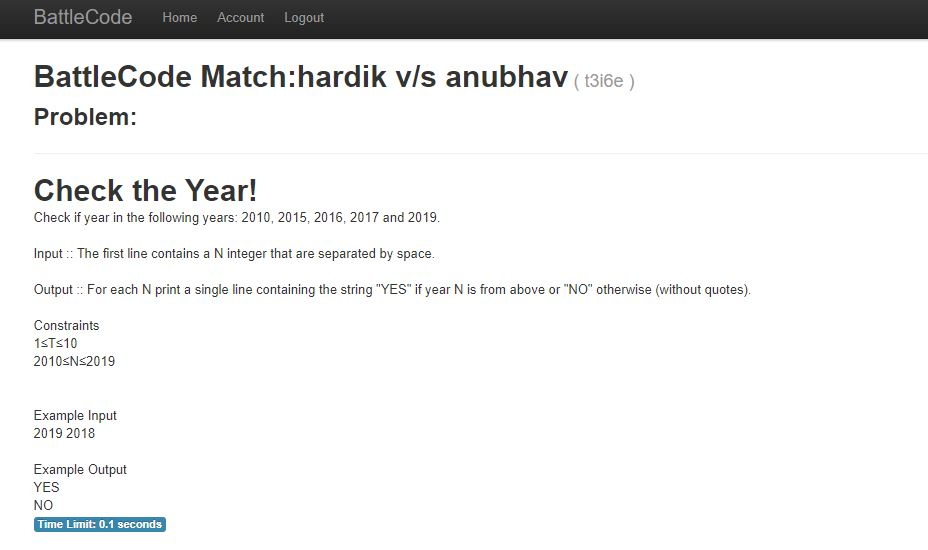 BattleCode Home Account Logout
BattleCode Match:hardik v/s anubhav ( t3i6e )
Problem:
Check the Year!
Check if year in the following years: 2010, 2015, 2016, 2017 and 2019.
Input :: The first line contains a N integer that are separated by space.
Output :: For each N print a single line containing the string "YES" if year N is from above or "NO" otherwise (without quotes).
Constraints
1≤T≤10
2010≤N≤2019
Example Input
2019 2018
Example Output
YES
NO
Time Limit: 0.1 seconds